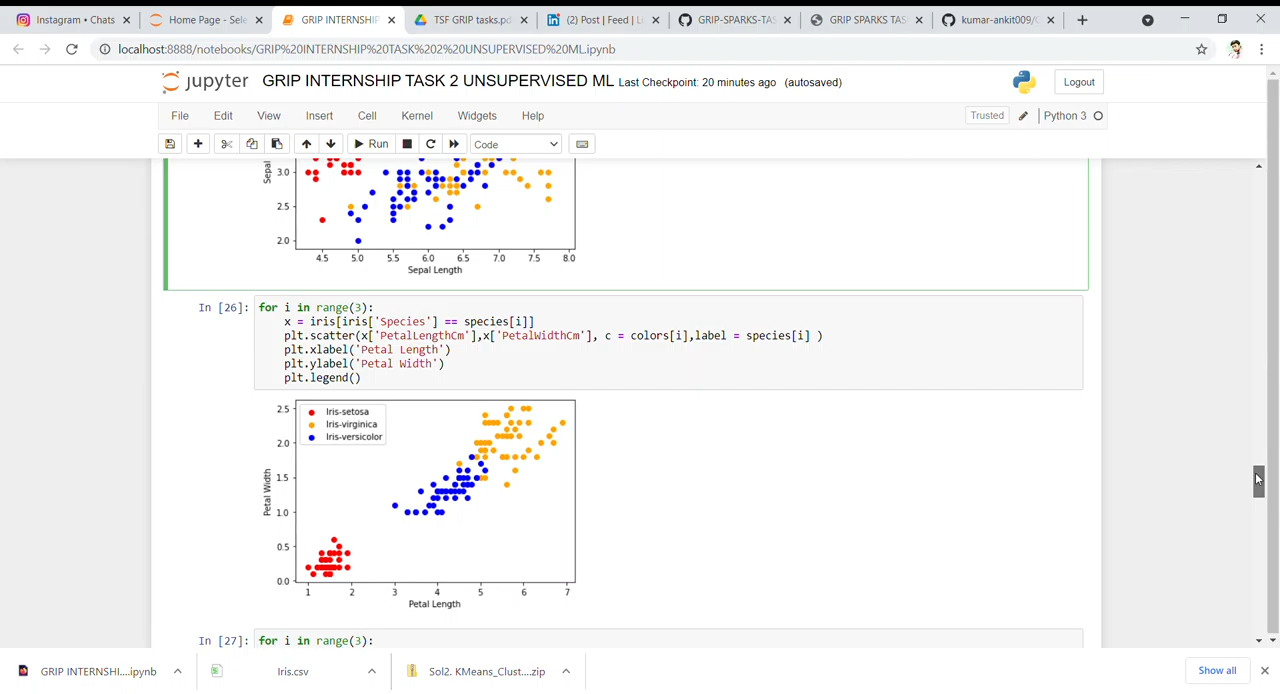 Instagram • Chats
Home Page - Sele
GRIP INTERNSHIP
TSF GRIP tasks.pd
(2) Post | Feed | Li
GRIP-SPARKS-TAS
GRIP SPARKS TAS
kumar-ankit009/
localhost:8888/notebooks/GRIP%20INTERNSHIP%20TASK%202%20UNSUPERVISED%20ML.ipynb
jupyter GRIP INTERNSHIP TASK 2 UNSUPERVISED ML Last Checkpoint: 20 minutes ago (autosaved)
Logout
File Edit View Insert Cell Kernel Widgets Help
Trusted
Python 3
Run
Code
Sepal
3.0
2.5
2.0
4.5 5.0 5.5 6.0 6.5 7.0 7.5 8.0
Sepal Length
In [26]: for i in range(3):
x = iris[iris['Species'] == species[i]]
plt.scatter(x['PetalLengthCm'],x['PetalWidthCm'], c = colors[i],label = species[i] )
plt.xlabel('Petal Length')
plt.ylabel('Petal Width')
plt.legend()
Iris-setosa
Iris-virginica
Iris-versicolor
2.5
2.0
1.5
1.0
0.5
0.0
Petal Width
1 2 3 4 5 6 7
Petal Length
In [27]: for i in range(3):
GRIP INTERNSHI....ipynb
Iris.csv
Sol2. KMeans_Clust....zip
Show all